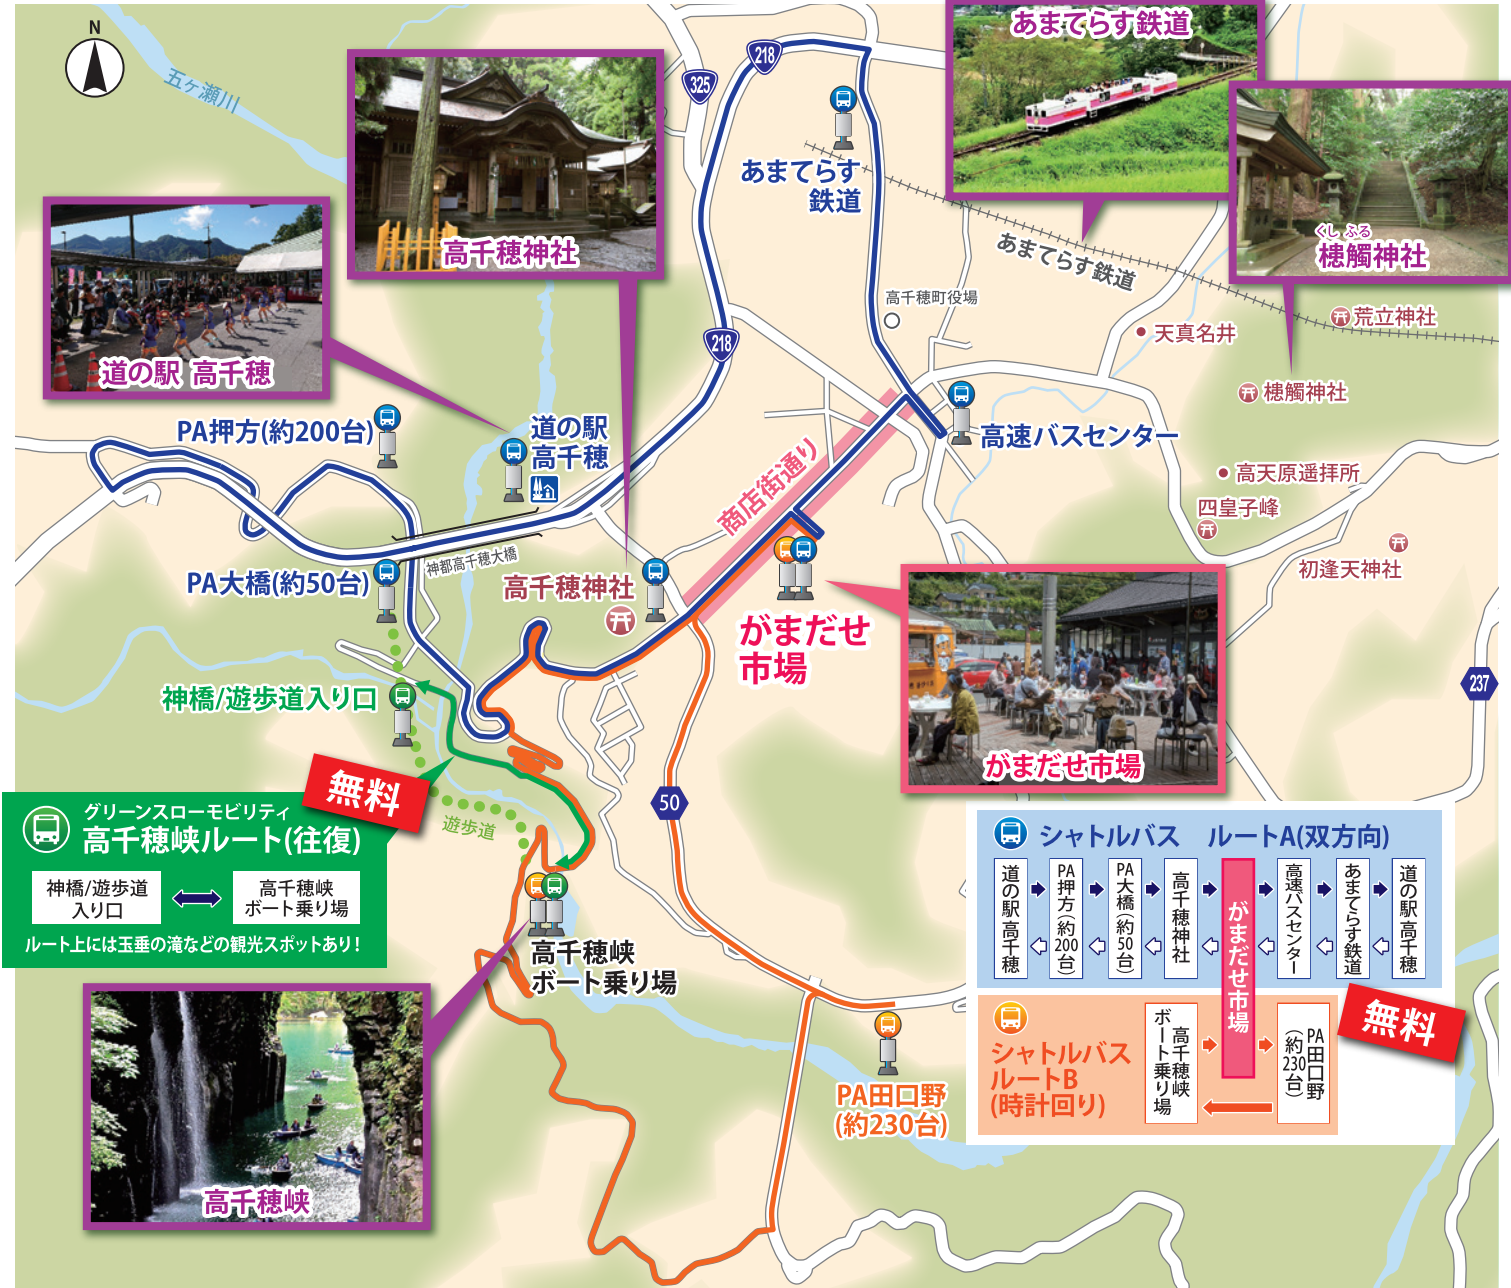 N
五ヶ瀬川
218
325
あまてらす鉄道
くし ふる
槵觸神社
高千穂神社
道の駅 高千穂
あまてらす
鉄道
あまてらす鉄道
高千穂町役場
荒立神社
天真名井
槵觸神社
218
PA押方(約200台)
道の駅
高千穂
高速バスセンター
商店街通り
高天原遥拝所
四皇子峰
初逢天神社
神都高千穂大橋
PA大橋(約50台)
高千穂神社
がまだせ
市場
がまだせ市場
237
神橋/遊歩道入り口
無料
グリーンスローモビリティ
高千穂峡ルート(往復)
神橋/遊歩道
入り口
高千穂峡
ボート乗り場
ルート上には玉垂の滝などの観光スポットあり!
遊歩道
50
高千穂峡
ボート乗り場
高千穂峡
PA田口野
(約230台)
シャトルバス ルートA(双方向)
道の駅 高千穂
PA押方(約200台)
PA大橋(約50台)
高千穂神社
がまだせ市場
高速バスセンター
あまてらす鉄道
道の駅 高千穂
シャトルバス
ルートB
(時計回り)
高千穂峡
ボート乗り場
PA田口野
(約230台)
無料